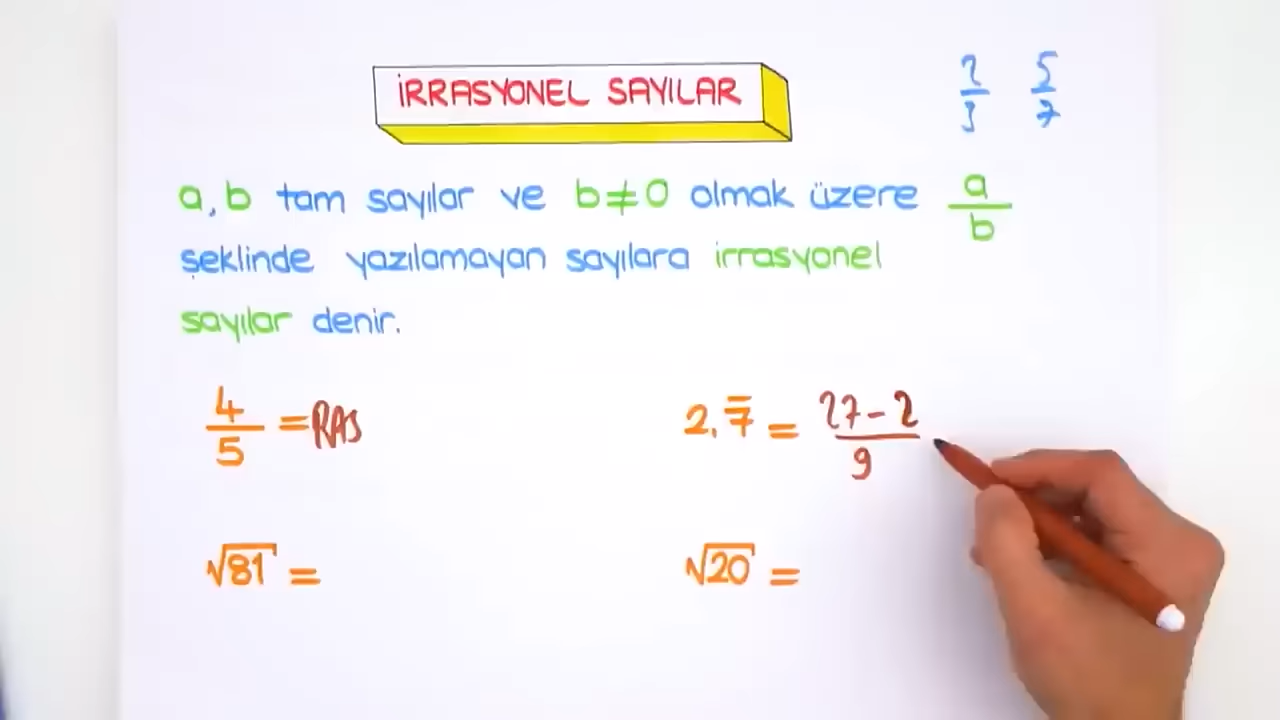 İRRASYONEL SAYILAR
2/3 5/7
a, b tam sayılar ve b≠0 olmak üzere a/b
şeklinde yazılamayan sayılara irrasyonel
sayılar denir.
4/5 = RAS
2,7̅ = 27-2/9
√81 =
√20 =